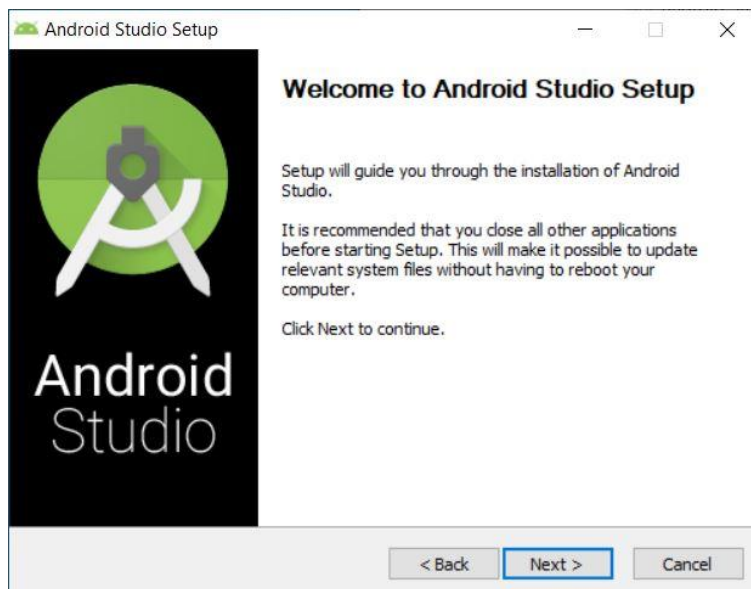 Android Studio Setup
Welcome to Android Studio Setup
Setup will guide you through the installation of Android
Studio.
It is recommended that you close all other applications
before starting Setup. This will make it possible to update
relevant system files without having to reboot your
computer.
Click Next to continue.
Android
Studio
< Back
Next >
Cancel